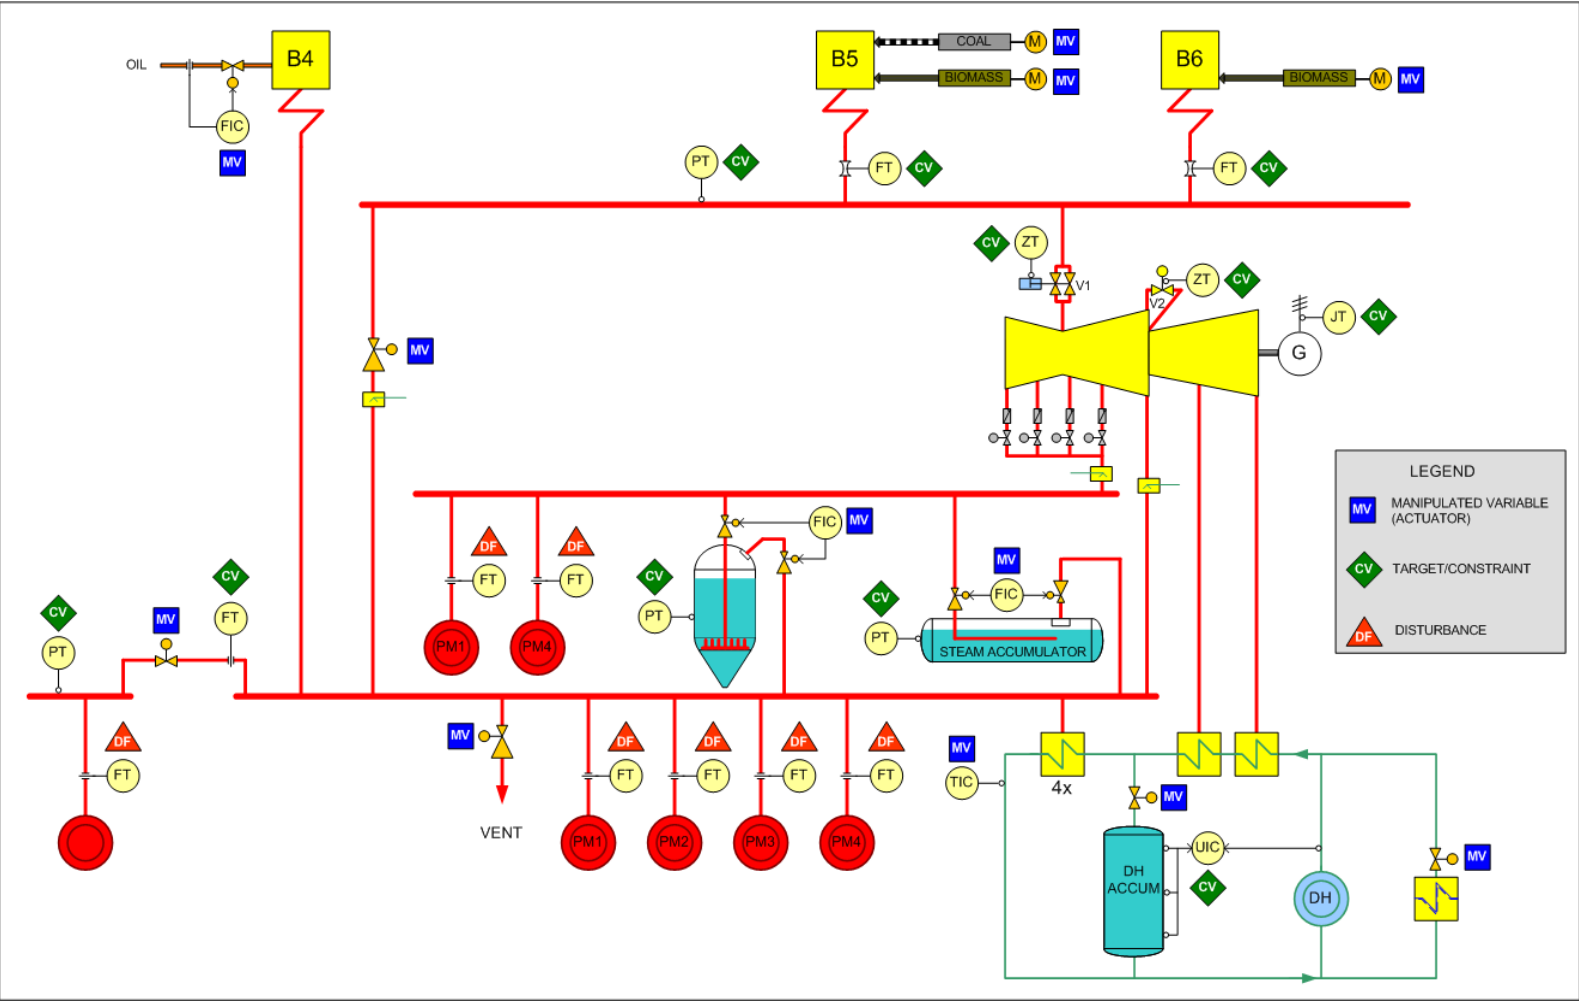 B4
B5
B6
OIL
COAL
M
MV
BIOMASS
M
MV
BIOMASS
M
MV
FIC
MV
PT
CV
FT
CV
FT
CV
CV
ZT
V1
ZT
CV
V2
JT
CV
G
MV
LEGEND
MV
MANIPULATED VARIABLE
(ACTUATOR)
CV
TARGET/CONSTRAINT
DF
DISTURBANCE
DF
FT
PM1
DF
FT
PM4
CV
PT
FIC
MV
MV
FIC
CV
PT
STEAM ACCUMULATOR
CV
PT
MV
CV
FT
DF
FT
MV
VENT
DF
FT
PM1
DF
FT
PM2
DF
FT
PM3
DF
FT
PM4
MV
TIC
4x
MV
DH
ACCUM
UIC
CV
DH
MV